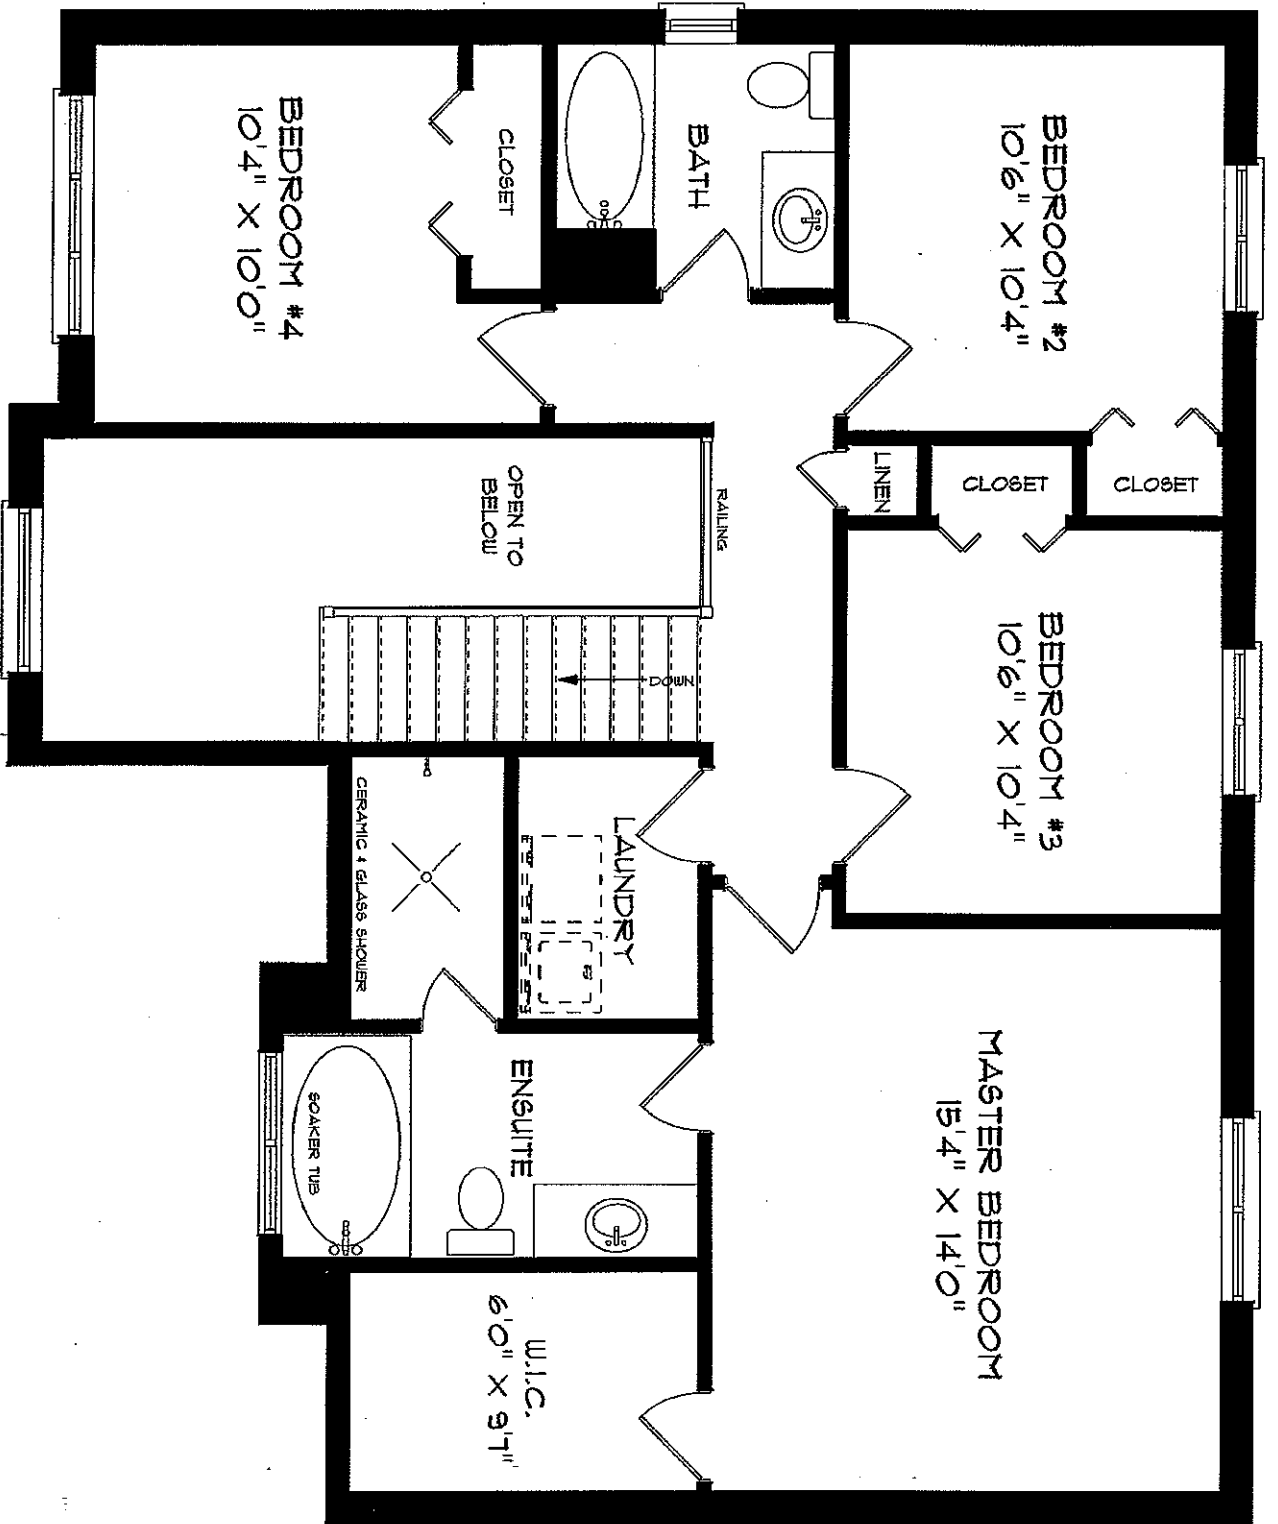 BEDROOM #2
10'6" X 10'4"
BEDROOM #3
10'6" X 10'4"
MASTER BEDROOM
15'4" X 14'0"
CLOSET
CLOSET
LINEN
BATH
RAILING
DOWN
OPEN TO
BELOW
CLOSET
BEDROOM #4
10'4" X 10'0"
LAUNDRY
ENSUITE
W.I.C.
6'0" X 9'7"
CERAMIC & GLASS SHOWER
SOAKER TUB